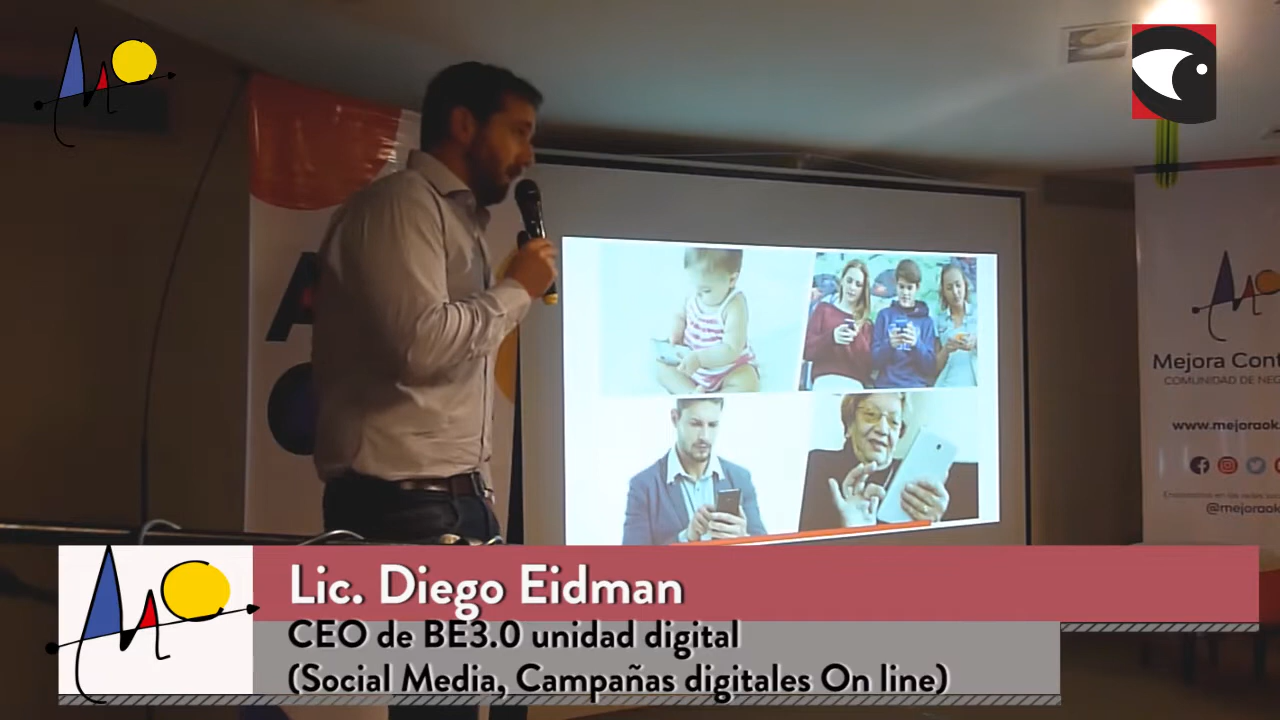 Mejora Cont
COMUNIDAD DE NEG
www.mejoraok
@mejoraok
Lic. Diego Eidman
CEO de BE3.0 unidad digital
(Social Media, Campañas digitales On line)